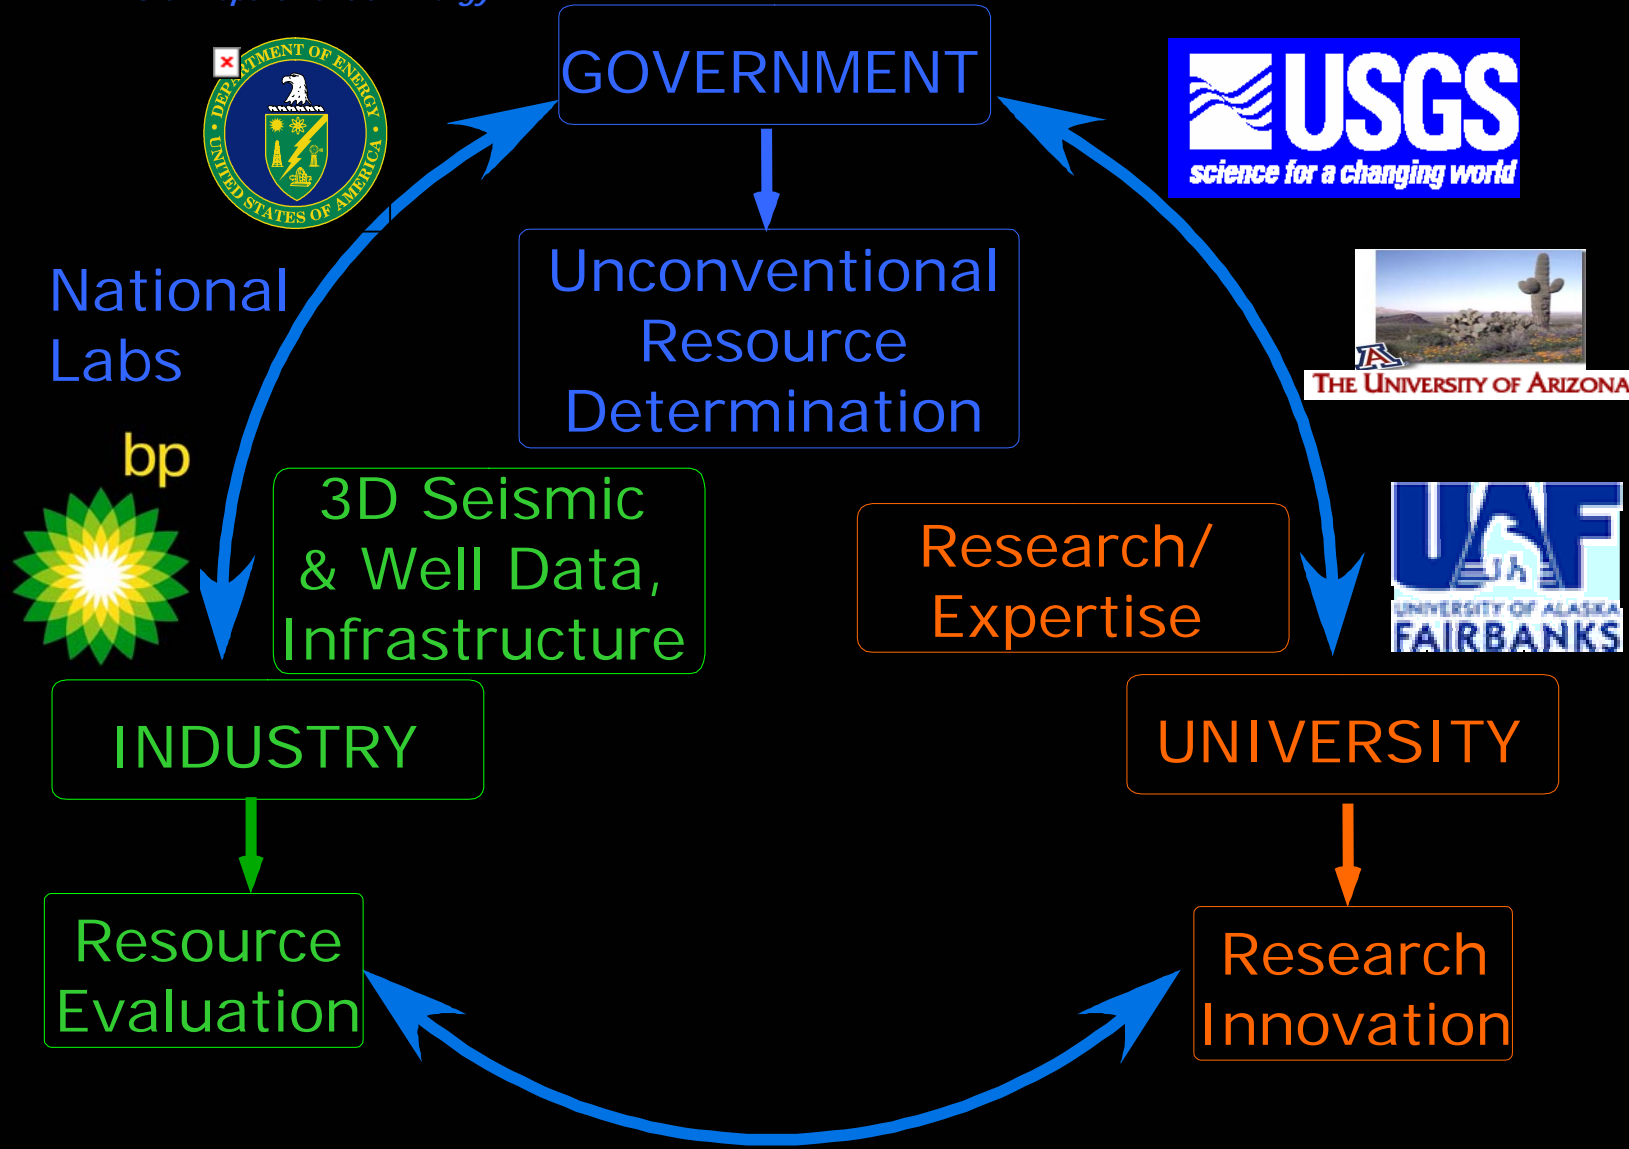 GOVERNMENT
DEPARTMENT OF ENERGY
UNITED STATES OF AMERICA
USGS
science for a changing world
National
Labs
Unconventional
Resource
Determination
A
THE UNIVERSITY OF ARIZONA
bp
3D Seismic
& Well Data,
Infrastructure
Research/
Expertise
UAF
UNIVERSITY OF ALASKA
FAIRBANKS
INDUSTRY
UNIVERSITY
Resource
Evaluation
Research
Innovation